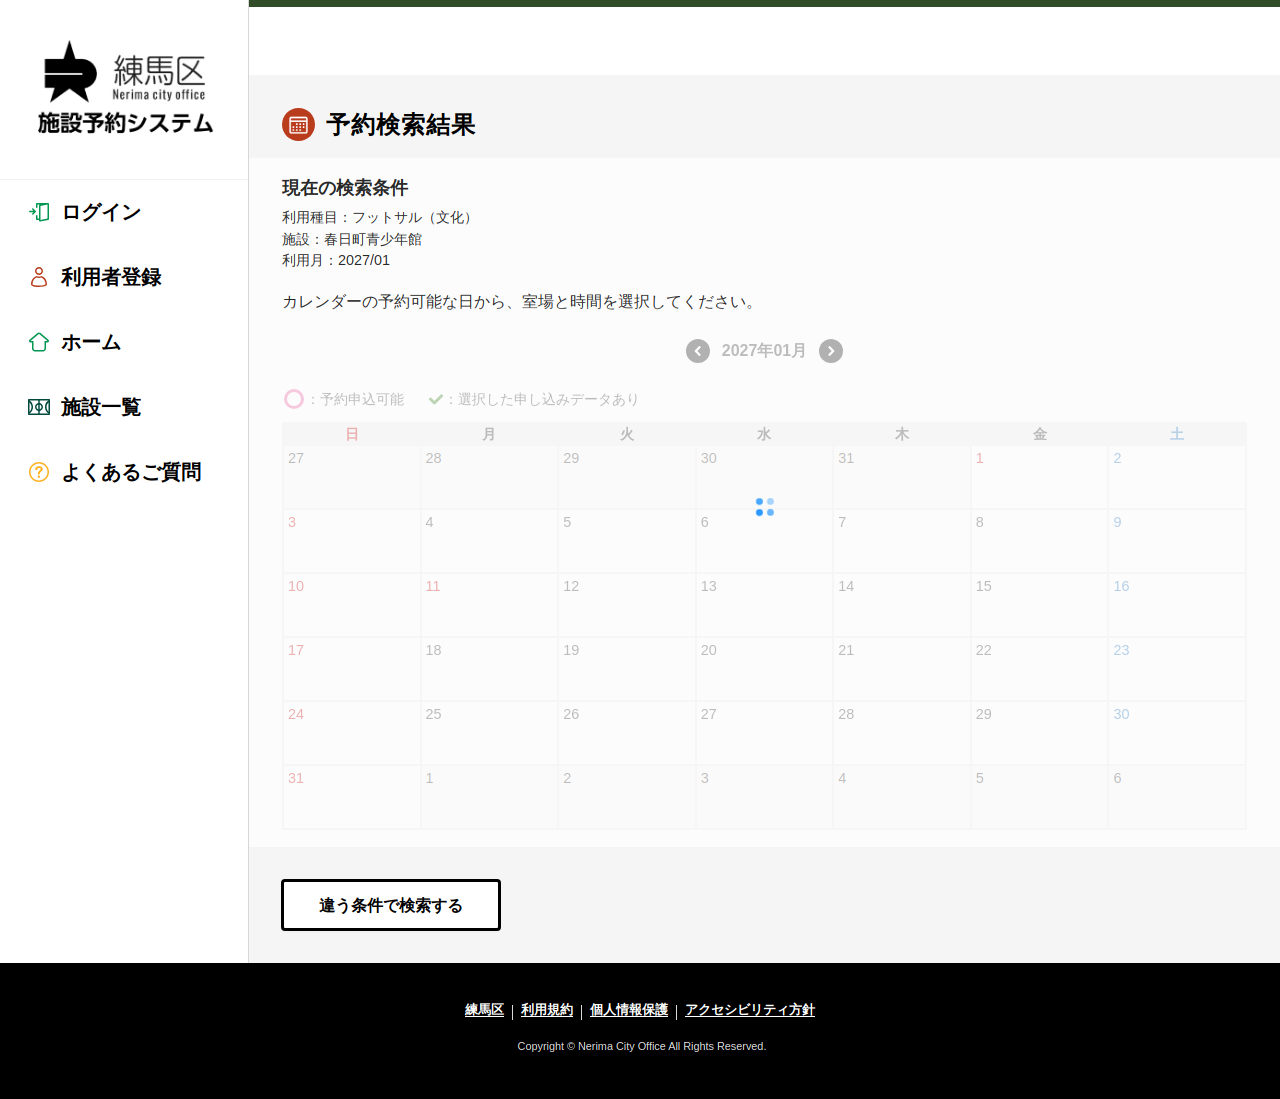 練馬区
Nerima city office
施設予約システム
ログイン
利用者登録
ホーム
施設一覧
よくあるご質問
予約検索結果
現在の検索条件
利用種目：フットサル（文化）
施設：春日町青少年館
利用月：2027/01
カレンダーの予約可能な日から、室場と時間を選択してください。
2027年01月
：予約申込可能 ：選択した申し込みデータあり
日 月 火 水 木 金 土
27 28 29 30 31 1 2
3 4 5 6 7 8 9
10 11 12 13 14 15 16
17 18 19 20 21 22 23
24 25 26 27 28 29 30
31 1 2 3 4 5 6
違う条件で検索する
練馬区 利用規約 個人情報保護 アクセシビリティ方針
Copyright © Nerima City Office All Rights Reserved.